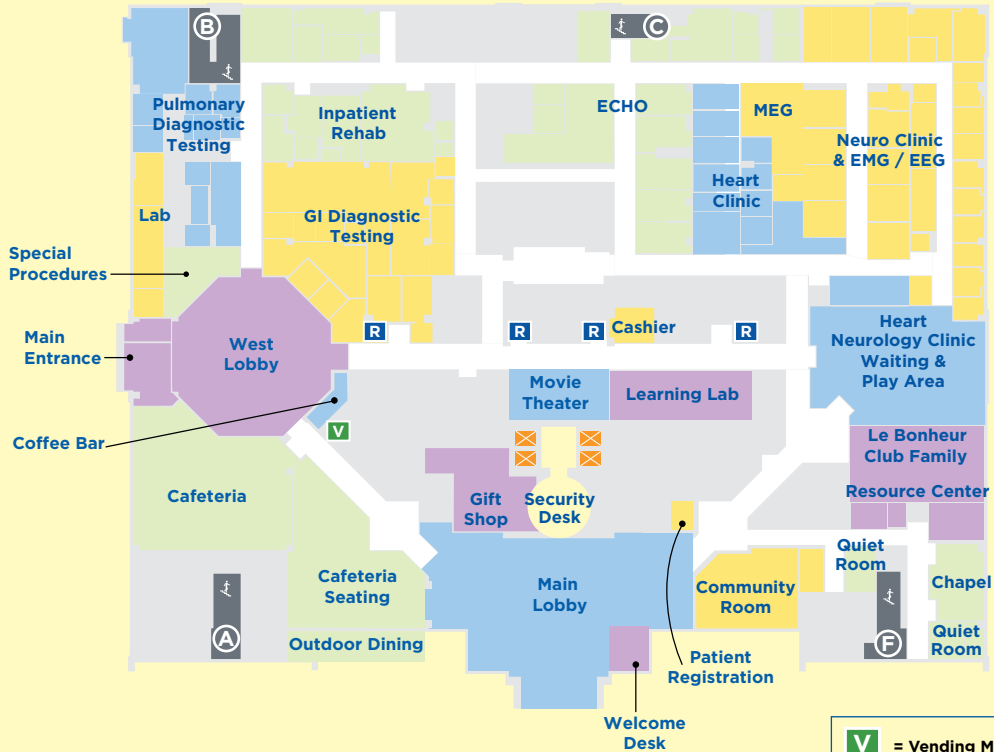 B
C
Pulmonary
Diagnostic
Testing
Inpatient
Rehab
ECHO
MEG
Neuro Clinic
& EMG / EEG
Heart
Clinic
Lab
GI Diagnostic
Testing
Special
Procedures
Main
Entrance
West
Lobby
R
R
R
Cashier
R
Heart
Neurology Clinic
Waiting &
Play Area
Movie
Theater
Learning Lab
Coffee Bar
V
Le Bonheur
Club Family
Resource Center
Cafeteria
Gift
Shop
Security
Desk
Quiet
Room
Cafeteria
Seating
Main
Lobby
Community
Room
Chapel
A
Outdoor Dining
F
Quiet
Room
Patient
Registration
Welcome
Desk
V = Vending M